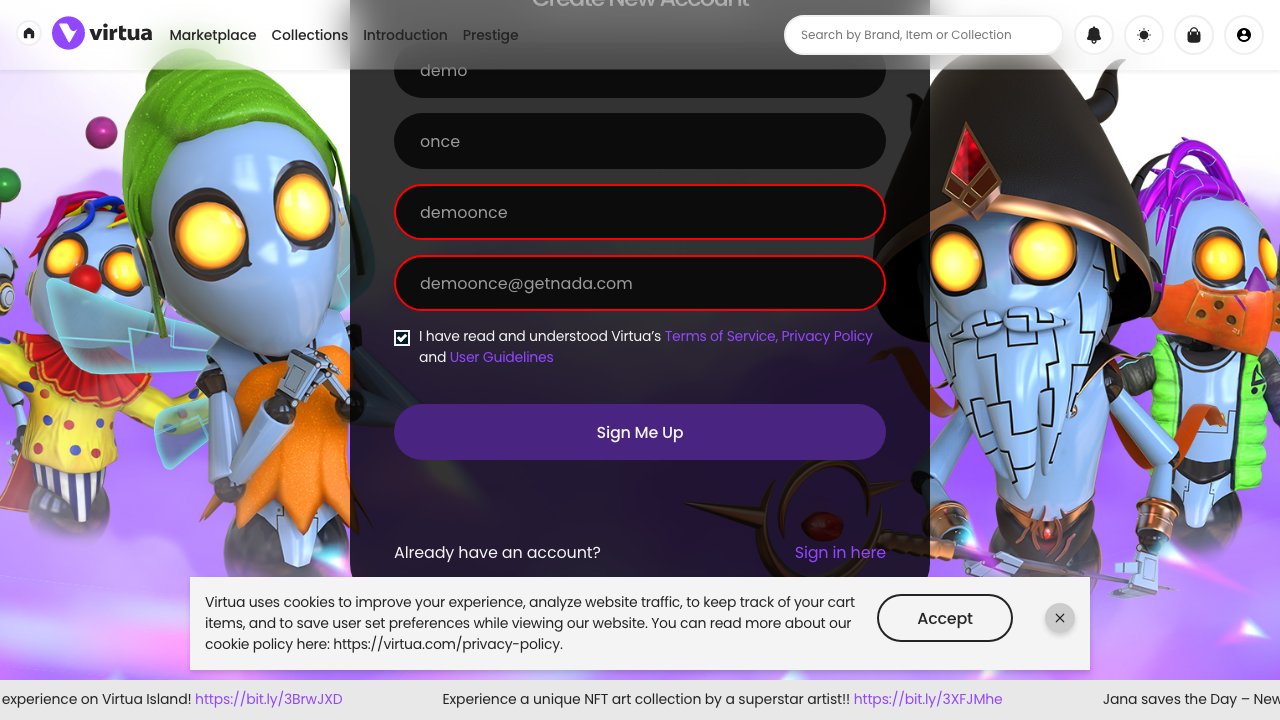 Create New Account
virtua
Marketplace Collections Introduction Prestige
Search by Brand, Item or Collection
demo
once
demoonce
demoonce@getnada.com
I have read and understood Virtua’s Terms of Service, Privacy Policy
and User Guidelines
Sign Me Up
Already have an account? Sign in here
Virtua uses cookies to improve your experience, analyze website traffic, to keep track of your cart
items, and to save user set preferences while viewing our website. You can read more about our
cookie policy here: https://virtua.com/privacy-policy.
Accept
experience on Virtua Island! https://bit.ly/3BrwJXD Experience a unique NFT art collection by a superstar artist!! https://bit.ly/3XFJMhe Jana saves the Day – New